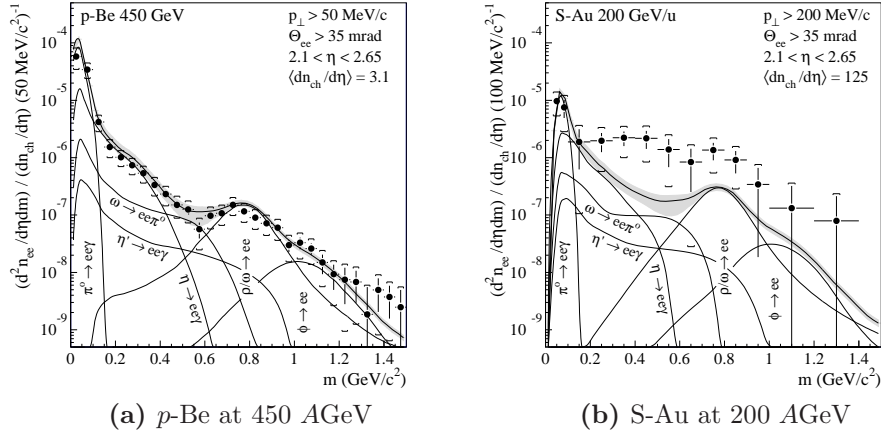 p-Be 450 GeV
p⊥ > 50 MeV/c
Θee > 35 mrad
2.1 < η < 2.65
⟨dnch/dη⟩ = 3.1
(d²nee/dηdm) / (dnch/dη) (50 MeV/c²)⁻¹
10⁻⁴
10⁻⁵
10⁻⁶
10⁻⁷
10⁻⁸
10⁻⁹
ω → eeπ°
η' → eeγ
π° → eeγ
η → eeγ
ρ/ω → ee
φ → ee
0 0.2 0.4 0.6 0.8 1 1.2 1.4
m (GeV/c²)
(a) p-Be at 450 AGeV
S-Au 200 GeV/u
p⊥ > 200 MeV/c
Θee > 35 mrad
2.1 < η < 2.65
⟨dnch/dη⟩ = 125
(d²nee/dηdm) / (dnch/dη) (100 MeV/c²)⁻¹
10⁻⁴
10⁻⁵
10⁻⁶
10⁻⁷
10⁻⁸
10⁻⁹
ω → eeπ°
η' → eeγ
π° → eeγ
η → eeγ
ρ/ω → ee
φ → ee
0 0.2 0.4 0.6 0.8 1 1.2 1.4
m (GeV/c²)
(b) S-Au at 200 AGeV